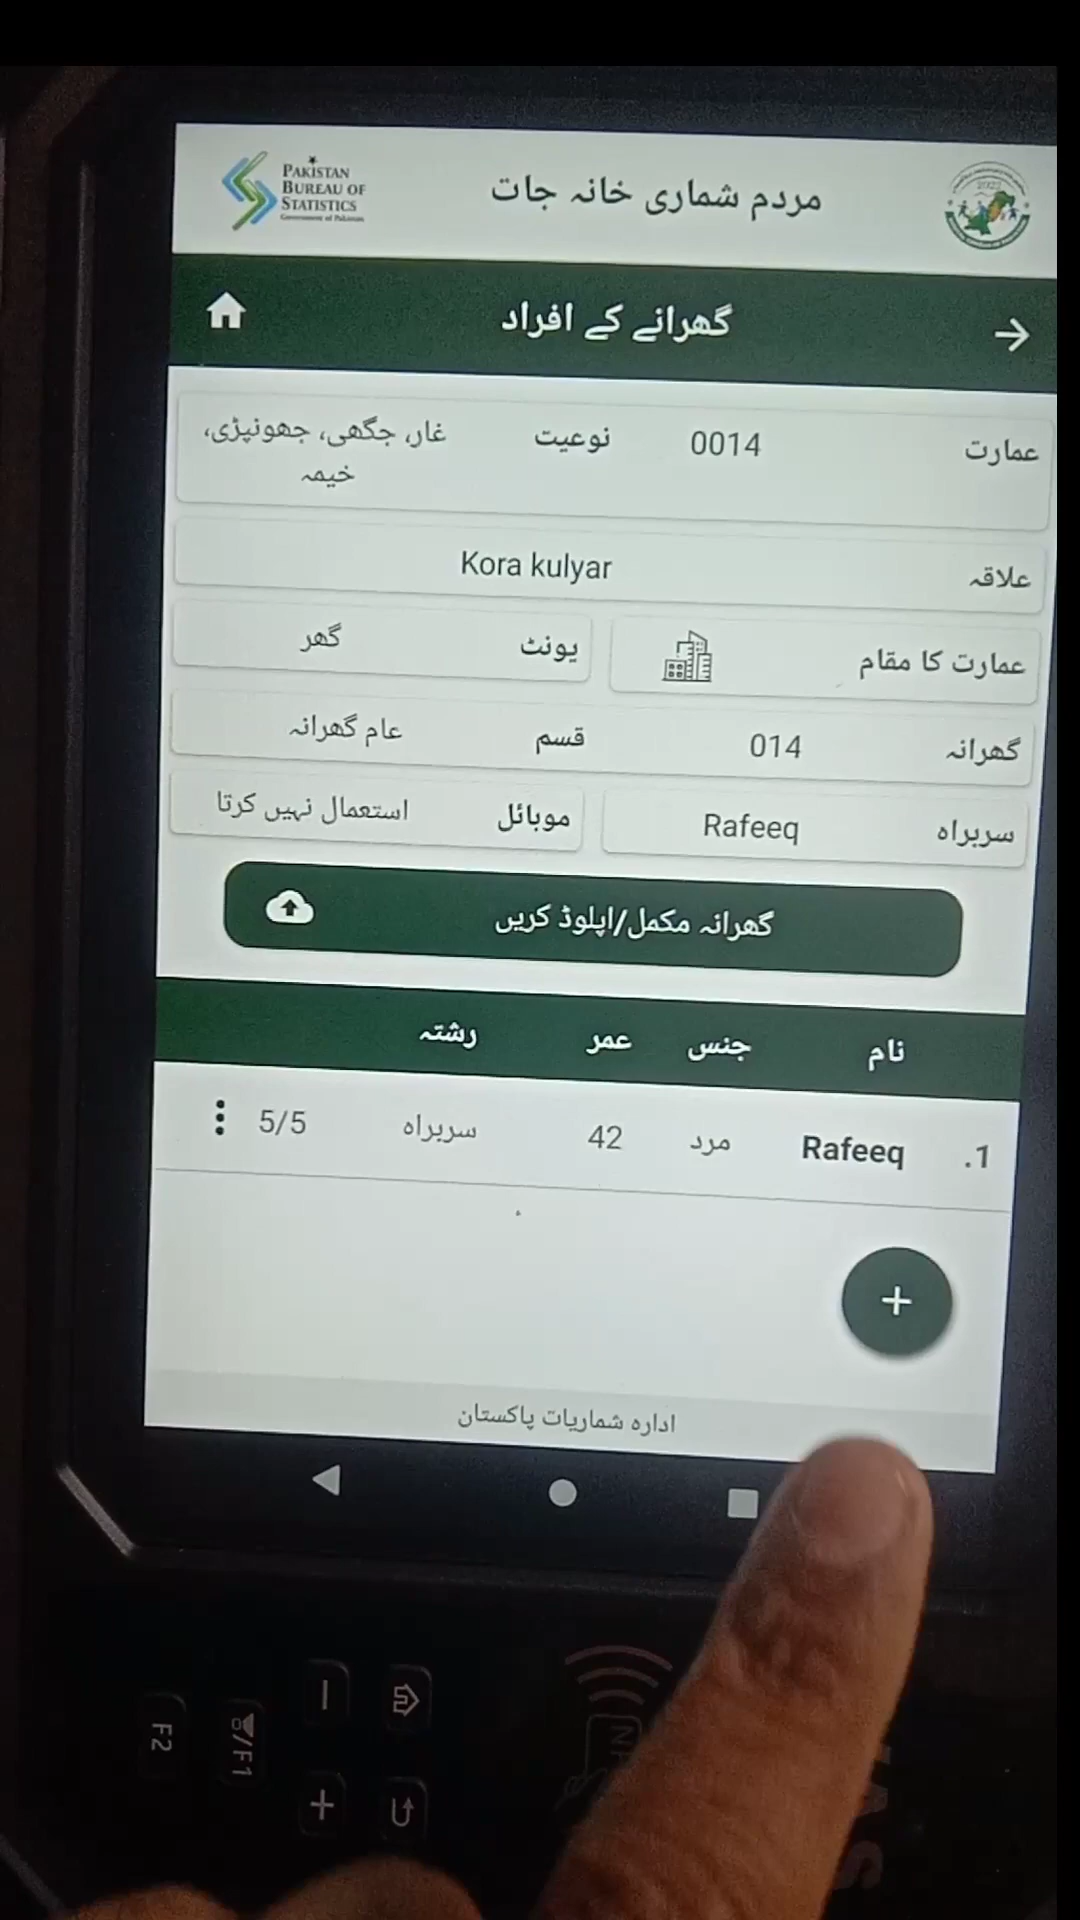 PAKISTAN
BUREAU OF
STATISTICS
Government of Pakistan
مردم شماری خانہ جات
گھرانے کے افراد
عمارت 0014 نوعیت غار، جگھی، جھونپڑی،
خیمہ
علاقہ Kora kulyar
عمارت کا مقام یونٹ گھر
گھرانہ 014 قسم عام گھرانہ
سربراہ Rafeeq موبائل استعمال نہیں کرتا
گھرانہ مکمل/اپلوڈ کریں
نام جنس عمر رشتہ
1. Rafeeq مرد 42 سربراہ 5/5
+
ادارہ شماریات پاکستان
F2
/F1